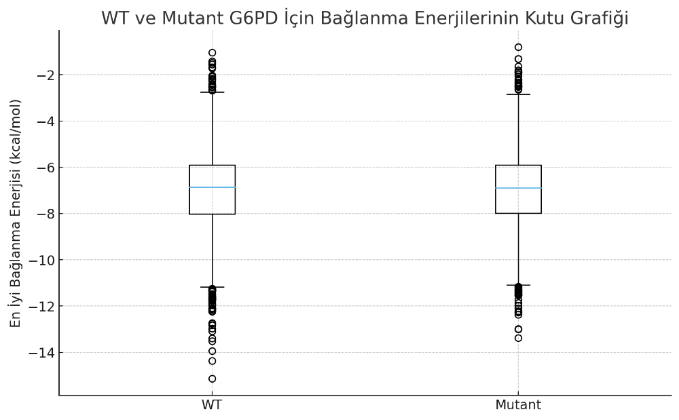 WT ve Mutant G6PD İçin Bağlanma Enerjilerinin Kutu Grafiği
En İyi Bağlanma Enerjisi (kcal/mol)
−2
−4
−6
−8
−10
−12
−14
WT
Mutant